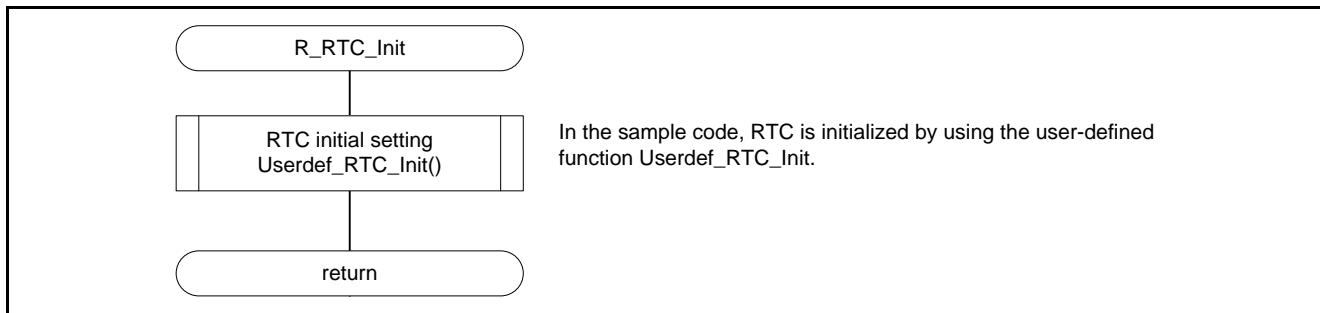 R_RTC_Init
RTC initial setting
Userdef_RTC_Init()
In the sample code, RTC is initialized by using the user-defined
function Userdef_RTC_Init.
return